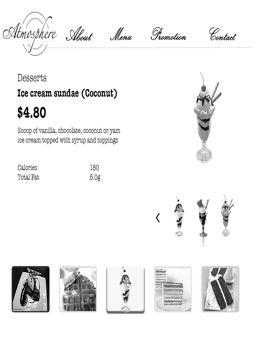 Atmosphere About Menu Promotion Contact
Desserts
Ice cream sundae (Coconut)
$4.80
Scoop of vanilla, chocolate, coconut or yam
ice cream topped with syrup and toppings
Calories 180
Total Fat 5.0g